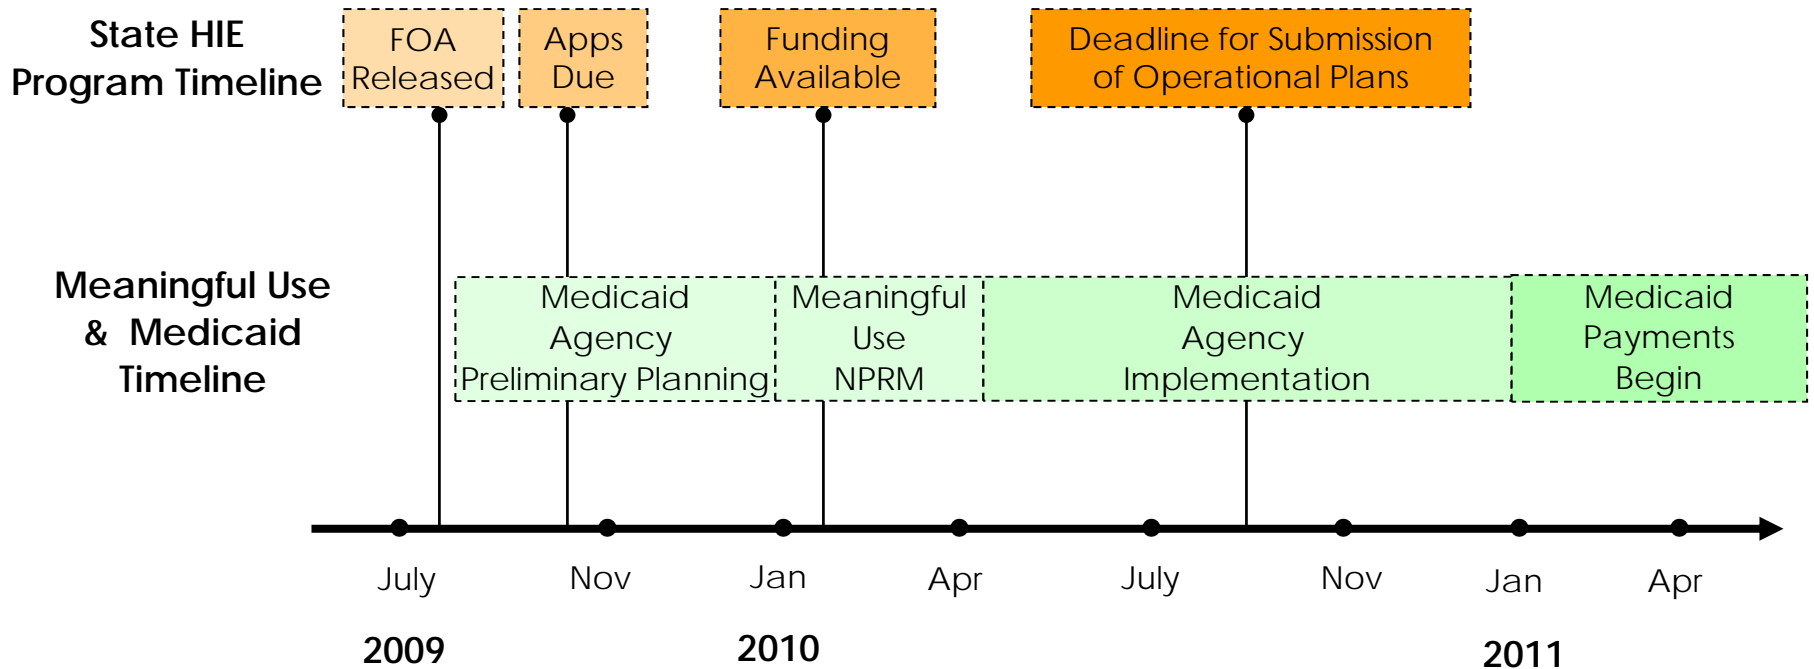 State HIE
Program Timeline
FOA
Released
Apps
Due
Funding
Available
Deadline for Submission
of Operational Plans
Meaningful Use
& Medicaid
Timeline
Medicaid
Agency
Preliminary Planning
Meaningful
Use
NPRM
Medicaid
Agency
Implementation
Medicaid
Payments
Begin
July
Nov
Jan
Apr
July
Nov
Jan
Apr
2009
2010
2011